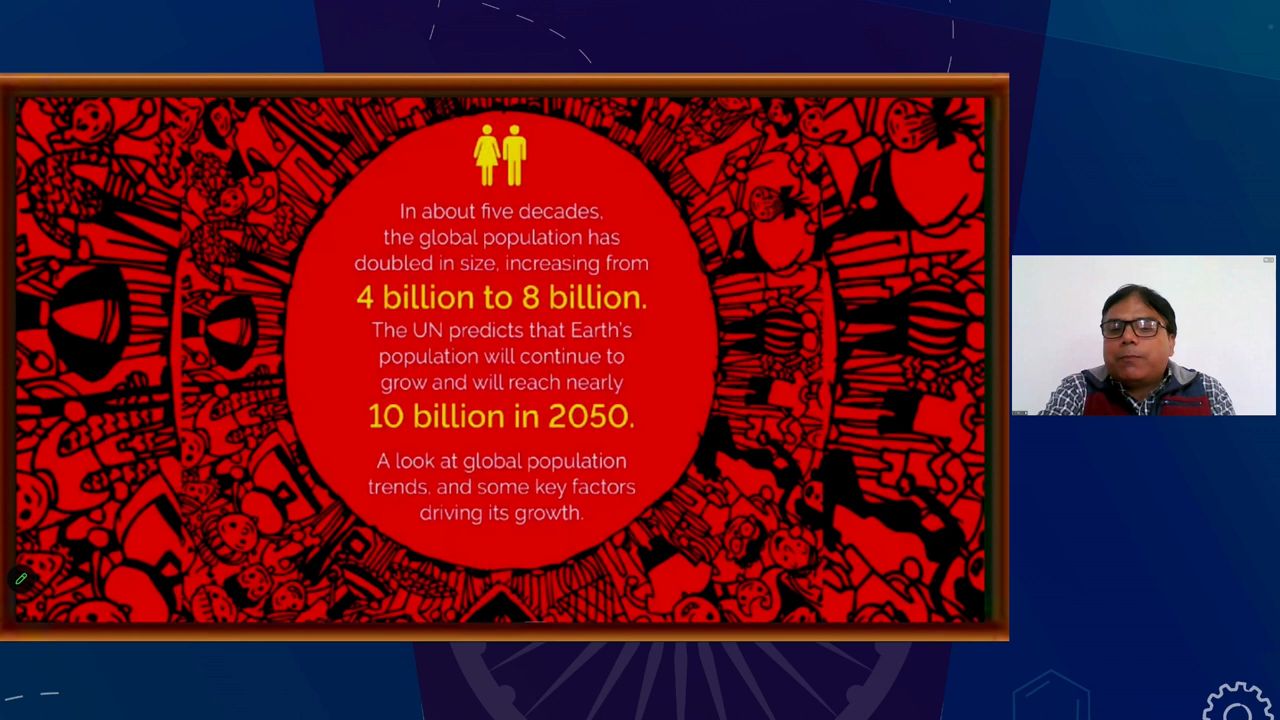 In about five decades,
the global population has
doubled in size, increasing from
4 billion to 8 billion.
The UN predicts that Earth's
population will continue to
grow and will reach nearly
10 billion in 2050.
A look at global population
trends, and some key factors
driving its growth.